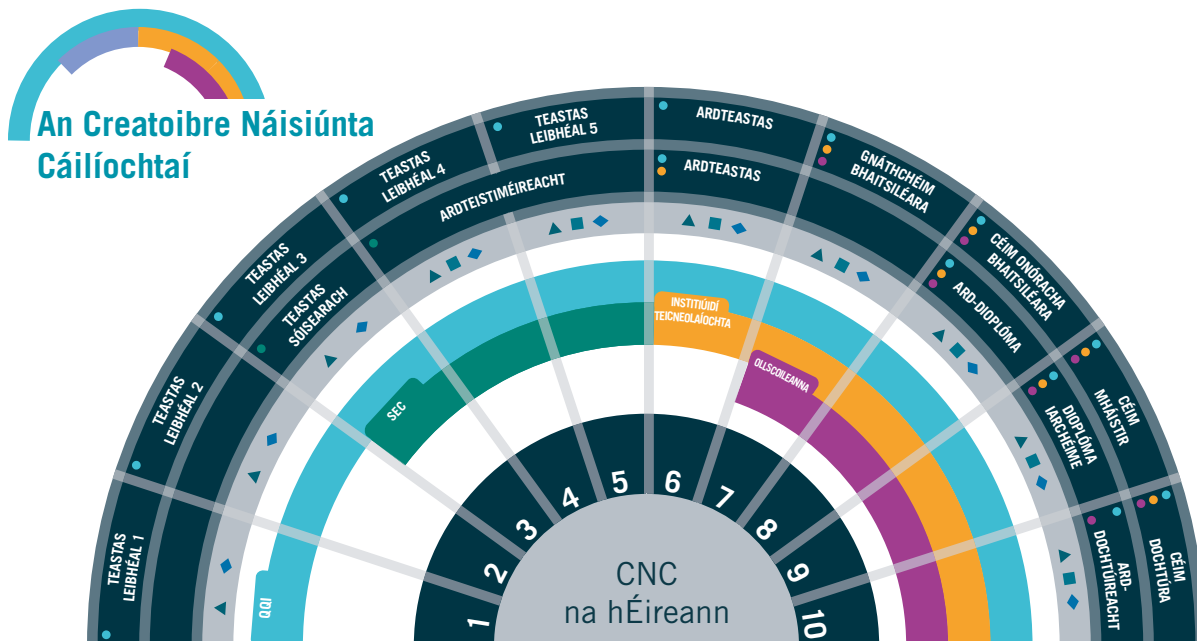 An Creatoibre Náisiúnta
Cáilíochtaí
TEASTAS
LEIBHÉAL 1
TEASTAS
LEIBHÉAL 2
TEASTAS
LEIBHÉAL 3
TEASTAS
LEIBHÉAL 4
TEASTAS
LEIBHÉAL 5
ARDTEASTAS
GNÁTHCHÉIM
BHAITSILÉARA
CÉIM ONÓRACHA
BHAITSILÉARA
CÉIM
MHÁISTIR
CÉIM
DOCHTÚRA
TEASTAS
SÓISEARACH
ARDTEISTIMÉIREACHT
ARDTEASTAS
ARD-DIOPLÓMA
DIOPLÓMA
IARCHÉIME
ARD-
DOCHTÚIREACHT
QQI
SEC
INSTITIÚIDÍ
TEICNEOLAÍOCHTA
OLLSCOILEANNA
1
2
3
4
5
6
7
8
9
10
CNC
na hÉireann